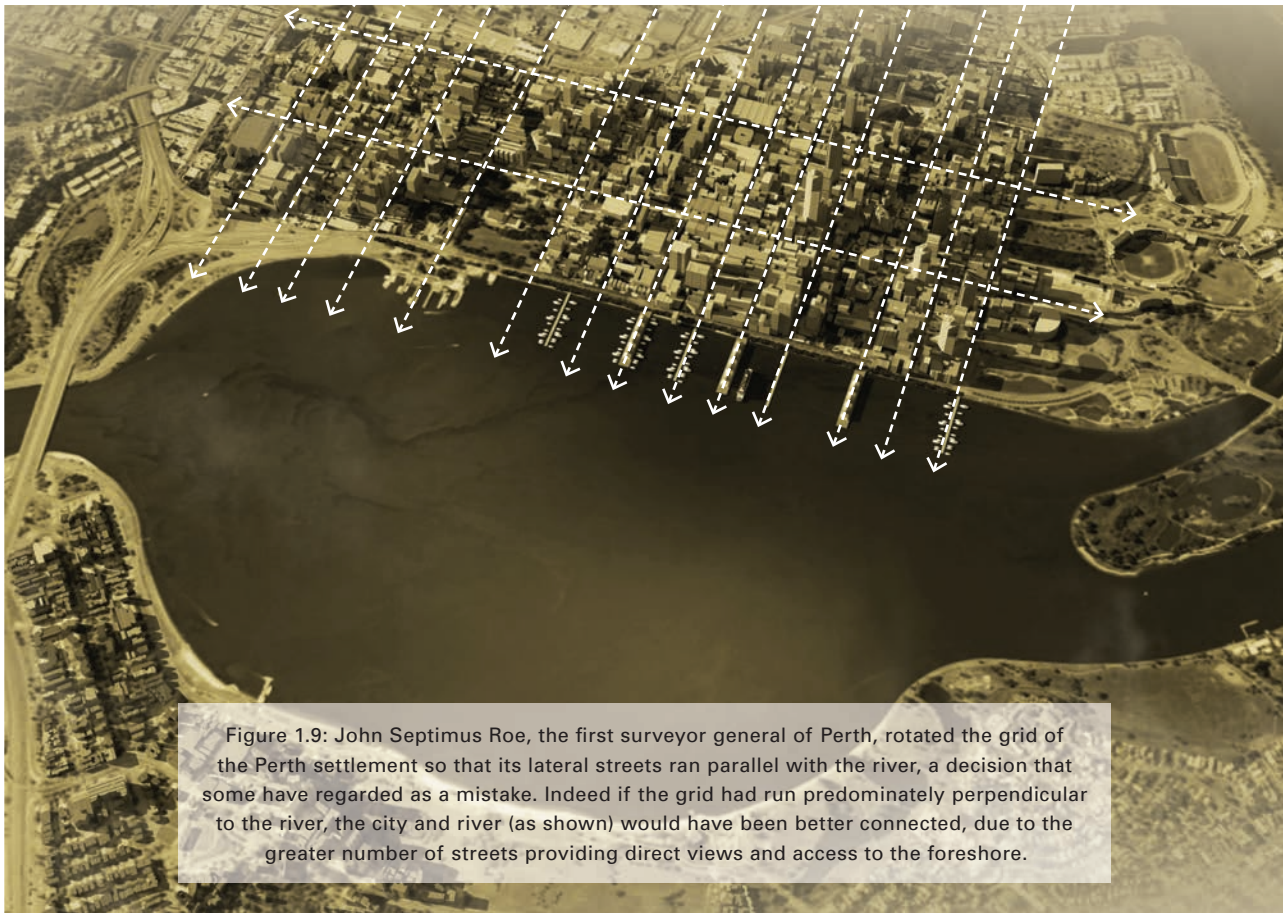 Figure 1.9: John Septimus Roe, the first surveyor general of Perth, rotated the grid of
the Perth settlement so that its lateral streets ran parallel with the river, a decision that
some have regarded as a mistake. Indeed if the grid had run predominately perpendicular
to the river, the city and river (as shown) would have been better connected, due to the
greater number of streets providing direct views and access to the foreshore.